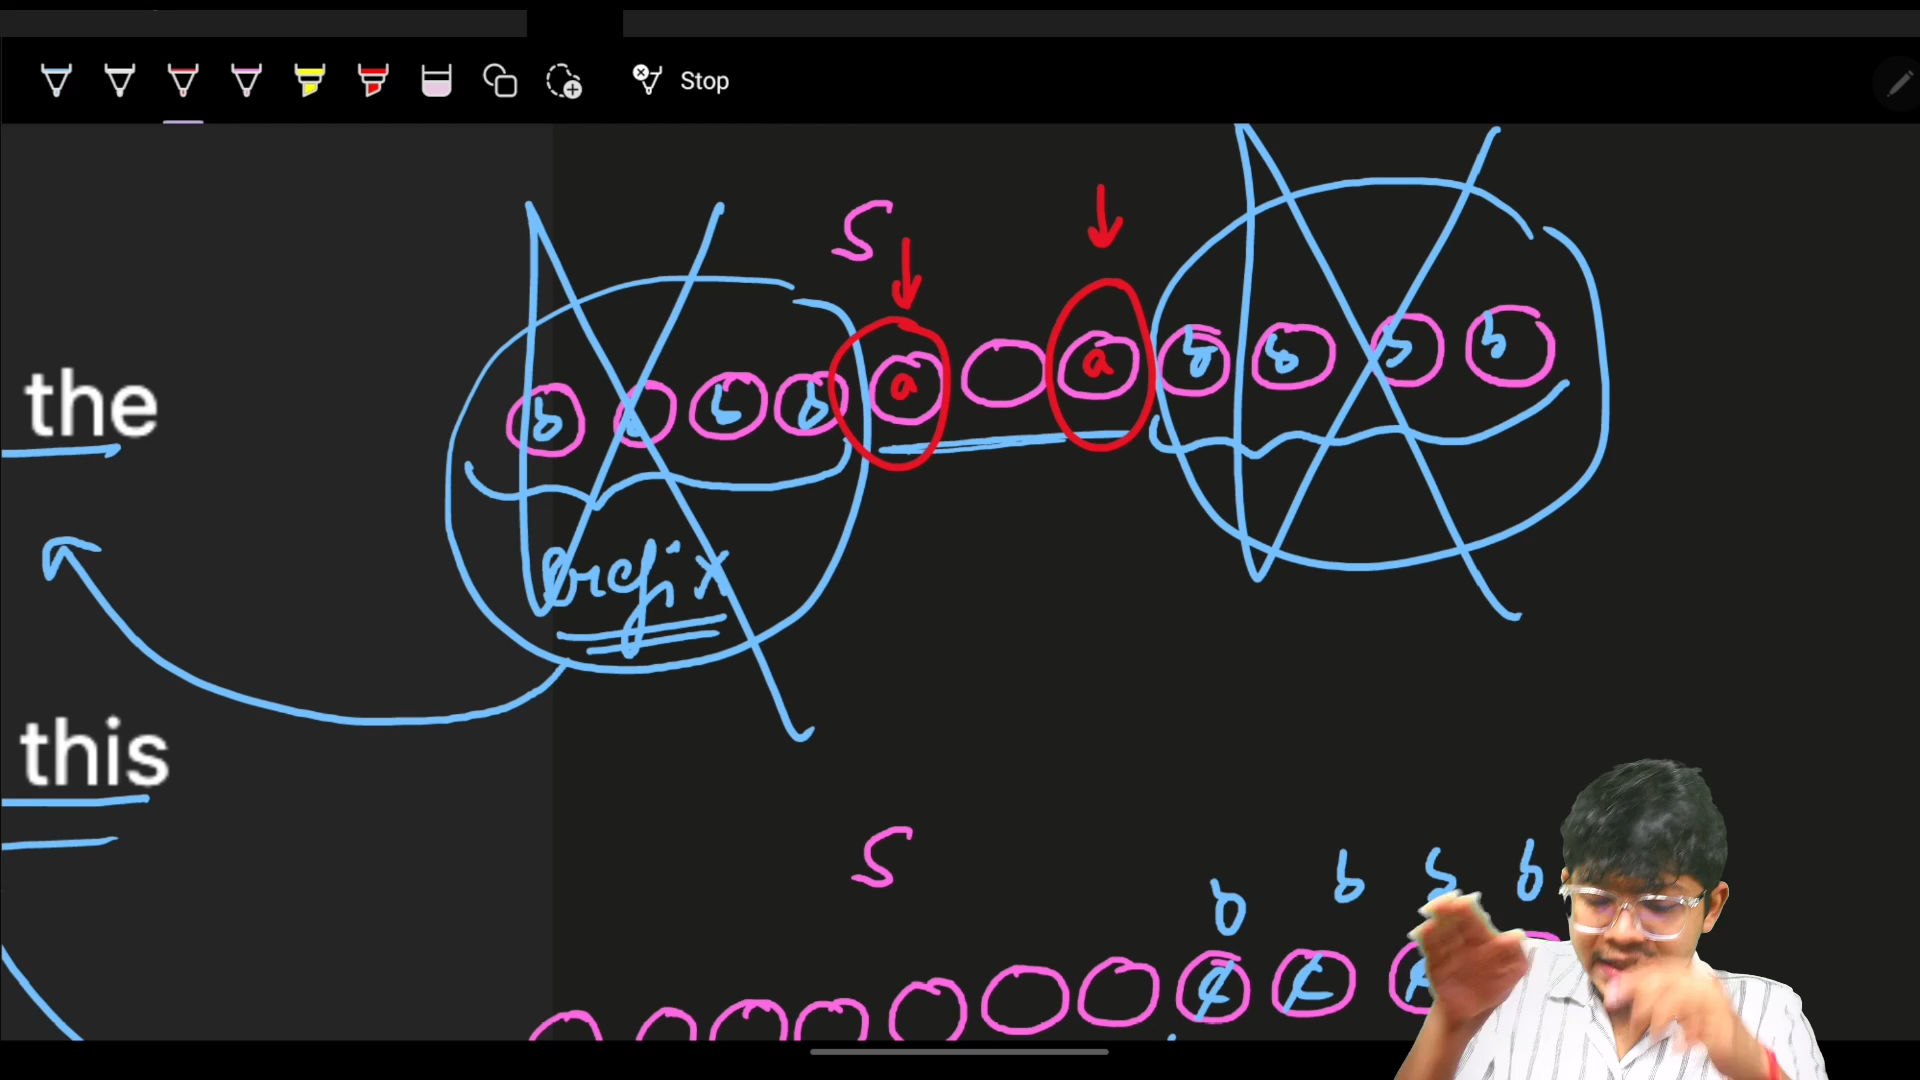 Stop
S
the
b b b b a a b b b b
prefix
this
S
b b b b
c c c